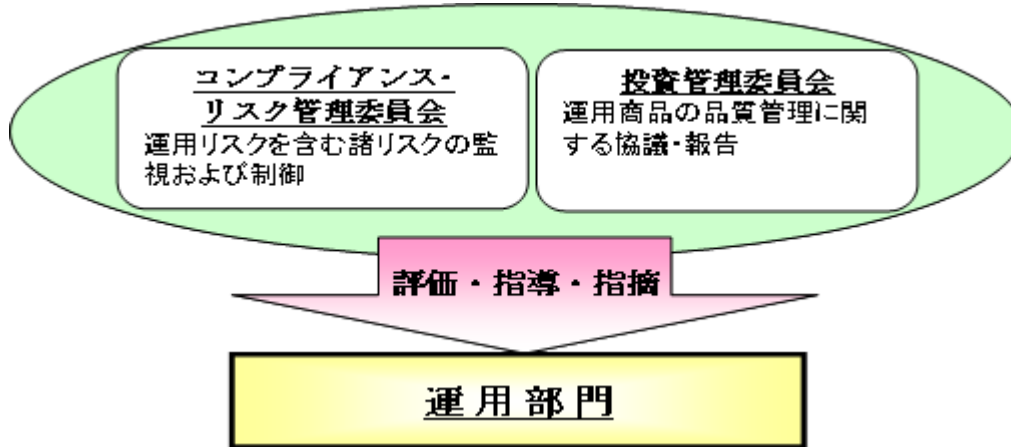 コンプライアンス・
リスク管理委員会
運用リスクを含む諸リスクの監
視および制御
投資管理委員会
運用商品の品質管理に関
する協議・報告
評価・指導・指摘
運用部門